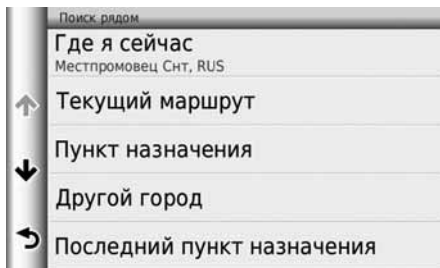 Поиск рядом
Где я сейчас
Местпромовец Снт, RUS
Текущий маршрут
Пункт назначения
Другой город
Последний пункт назначения